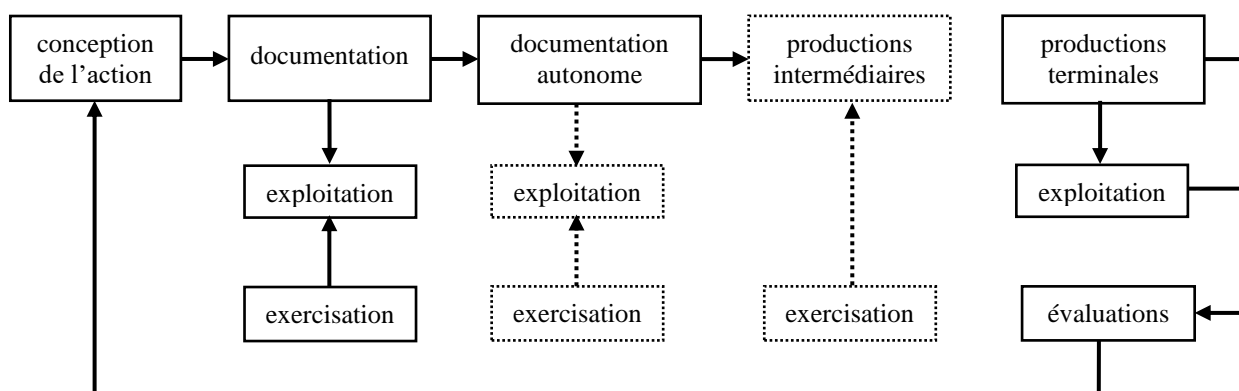 conception
de l’action
documentation
documentation
autonome
productions
intermédiaires
productions
terminales
exploitation
exploitation
exploitation
exercisation
exercisation
exercisation
évaluations